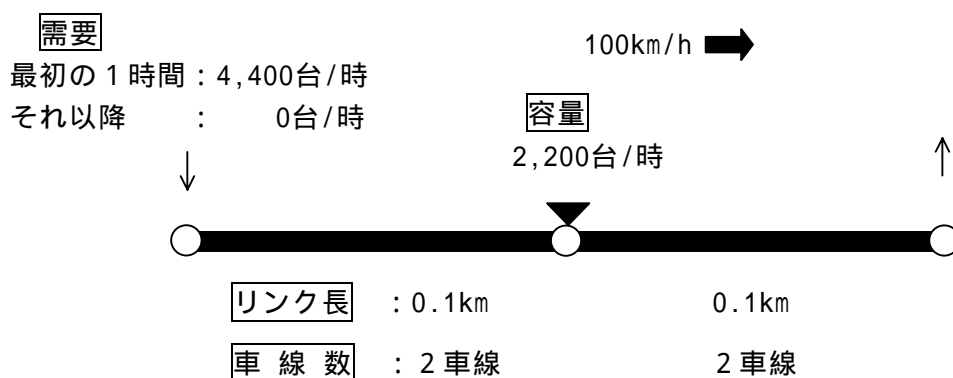 需要
最初の1時間:4,400台/時
それ以降 : 0台/時
100km/h
容量
2,200台/時
リンク長 :0.1km 0.1km
車線数 :2車線 2車線